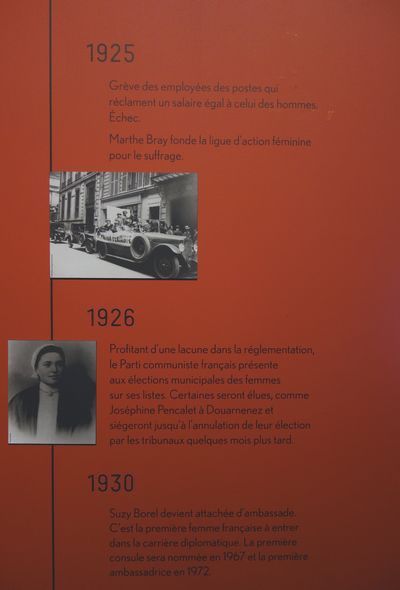 1925
Grève des employées des postes qui
réclament un salaire égal à celui des hommes.
Échec.
Marthe Bray fonde la ligue d'action féminine
pour le suffrage.
1926
Profitant d'une lacune dans la réglementation,
le Parti communiste français présente
aux élections municipales des femmes
sur ses listes. Certaines seront élues, comme
Joséphine Pencalet à Douarnenez et
siégeront jusqu'à l'annulation de leur élection
par les tribunaux quelques mois plus tard.
1930
Suzy Borel devient attachée d'ambassade.
C'est la première femme française à entrer
dans la carrière diplomatique. La première
consule sera nommée en 1967 et la première
ambassadrice en 1972.